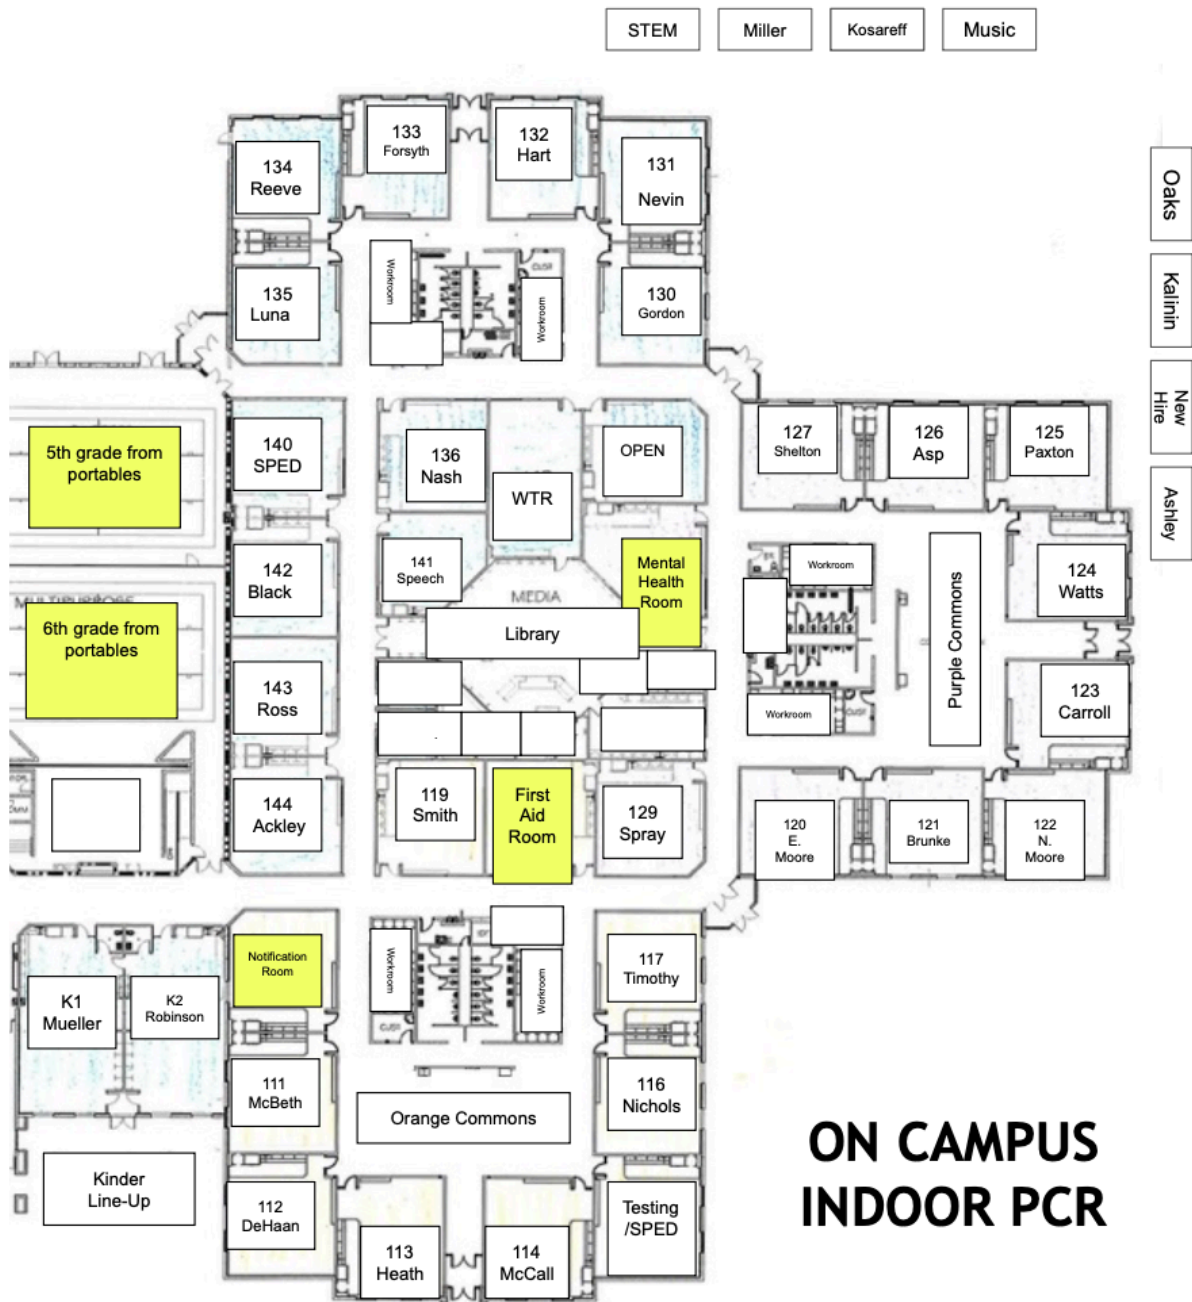 STEM
Miller
Kosareff
Music
133
Forsyth
132
Hart
134
Reeve
131
Nevin
Oaks
Kalinin
New
Hire
Ashley
135
Luna
Workroom
CUST
Workroom
130
Gordon
5th grade from
portables
140
SPED
136
Nash
WTR
OPEN
127
Shelton
126
Asp
125
Paxton
142
Black
141
Speech
MEDIA
Mental
Health
Room
Workroom
124
Watts
MULTIPURPOSE
6th grade from
portables
Library
Purple Commons
143
Ross
Workroom
CUST
123
Carroll
144
Ackley
119
Smith
First
Aid
Room
129
Spray
120
E.
Moore
121
Brunke
122
N.
Moore
K1
Mueller
K2
Robinson
Notification
Room
Workroom
CUST
Workroom
117
Timothy
111
McBeth
116
Nichols
Orange Commons
Kinder
Line-Up
112
DeHaan
113
Heath
114
McCall
Testing
/SPED
ON CAMPUS
INDOOR PCR